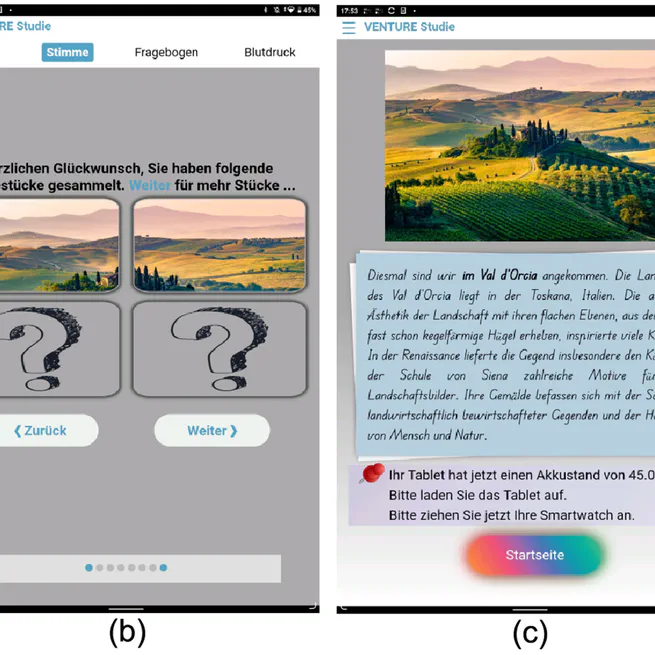 RE Studie
45%
Stimme Fragebogen Blutdruck
rzlichen Glückwunsch, Sie haben folgende
stücke gesammelt. Weiter für mehr Stücke ...
? ?
❮ Zurück Weiter ❯
(b)
17:53
VENTURE Studie
Diesmal sind wir im Val d'Orcia angekommen. Die Lan
des Val d'Orcia liegt in der Toskana, Italien. Die a
Ästhetik der Landschaft mit ihren flachen Ebenen, aus de
fast schon kegelförmige Hügel erheben, inspirierte viele K
In der Renaissance lieferte die Gegend insbesondere den Kü
der Schule von Siena zahlreiche Motive fü
Landschaftsbilder. Ihre Gemälde befassen sich mit der Sc
landwirtschaftlich bewirtschafteter Gegenden und der H
von Mensch und Natur.
Ihr Tablet hat jetzt einen Akkustand von 45.0
Bitte laden Sie das Tablet auf.
Bitte ziehen Sie jetzt Ihre Smartwatch an.
Startseite
(c)